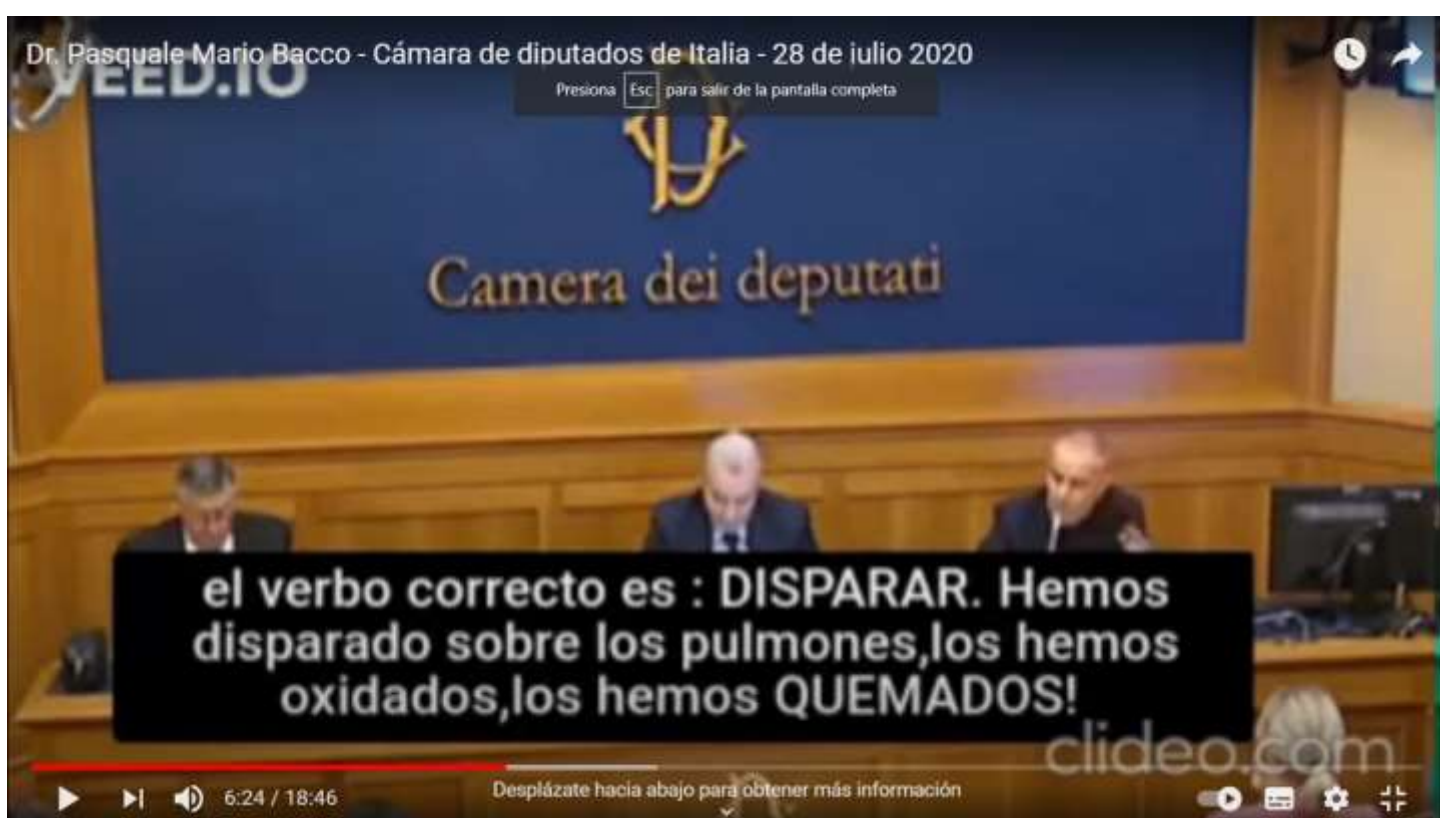 Dr. Pasquale Mario Bacco - Cámara de diputados de Italia - 28 de julio 2020
VEED.IO
Presiona Esc para salir de la pantalla completa
Camera dei deputati
el verbo correcto es : DISPARAR. Hemos
disparado sobre los pulmones,los hemos
oxidados,los hemos QUEMADOS!
clideo.com
6:24 / 18:46
Desplázate hacia abajo para obtener más información